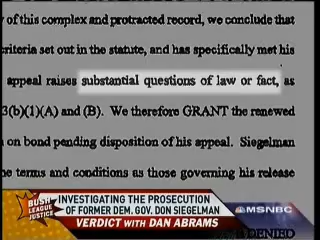 of this complex and protracted record, we conclude that
criteria set out in the statute, and has specifically met his
appeal raises substantial questions of law or fact, as
3(b)(1)(A) and (B). We therefore GRANT the renewed
on bond pending disposition of his appeal. Siegelman
terms and conditions as those governing his release
BUSH LEAGUE JUSTICE
INVESTIGATING THE PROSECUTION
OF FORMER DEM. GOV. DON SIEGELMAN
VERDICT WITH DAN ABRAMS
MSNBC
DENIED